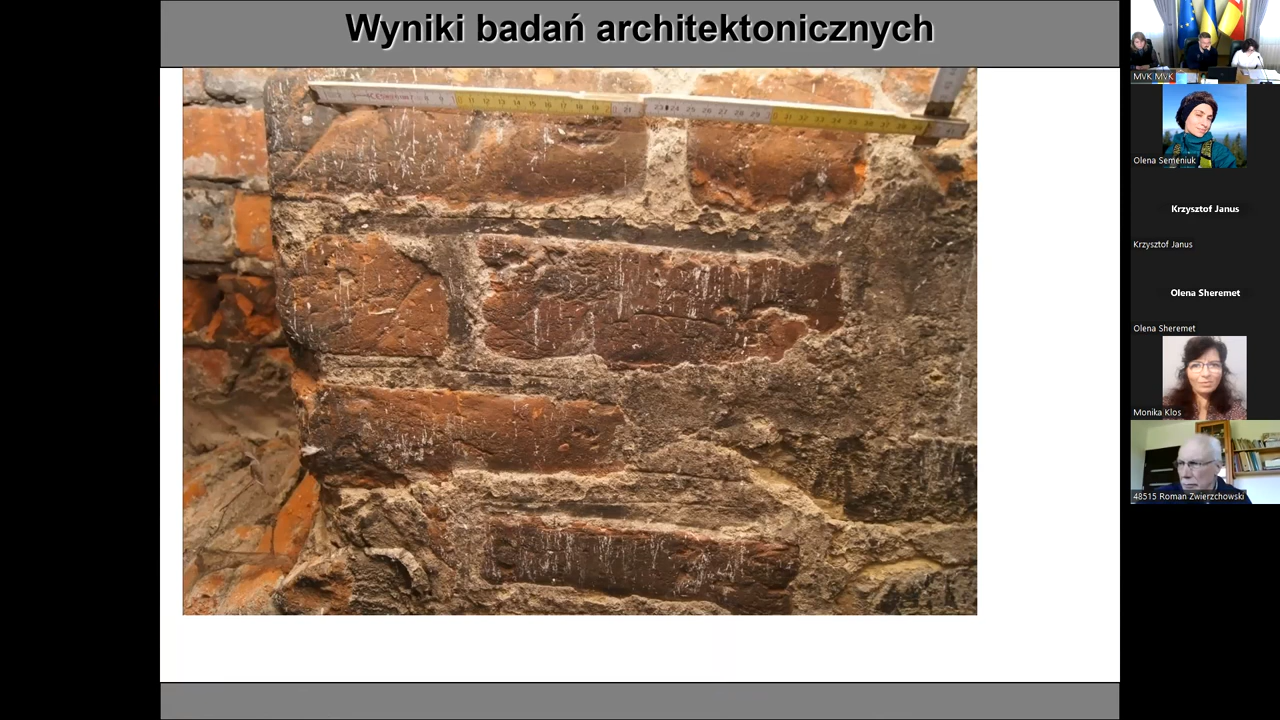 Wyniki badań architektonicznych
MVK MVK
Olena Semeniuk
Krzysztof Janus
Krzysztof Janus
Olena Sheremet
Olena Sheremet
Monika Klos
48515 Roman Zwierzchowski